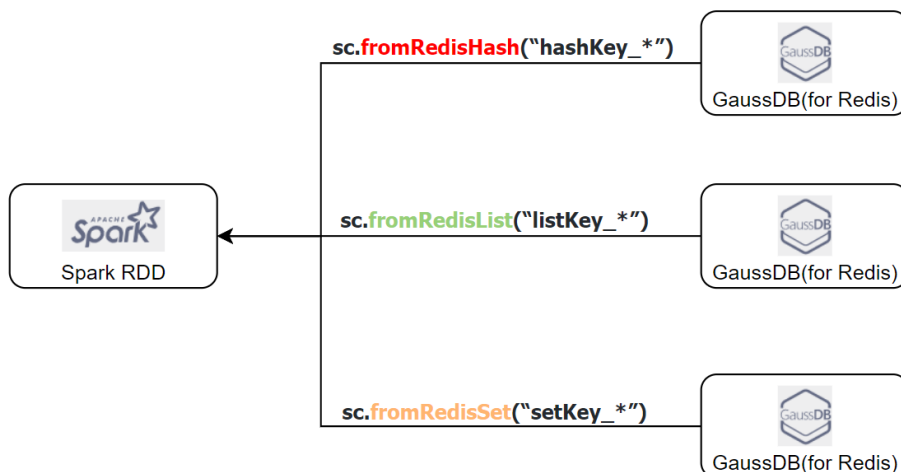 sc.fromRedisHash(“hashKey_*”)
GaussDB
GaussDB(for Redis)
APACHE
Spark
Spark RDD
sc.fromRedisList(“listKey_*”)
GaussDB
GaussDB(for Redis)
sc.fromRedisSet(“setKey_*”)
GaussDB
GaussDB(for Redis)